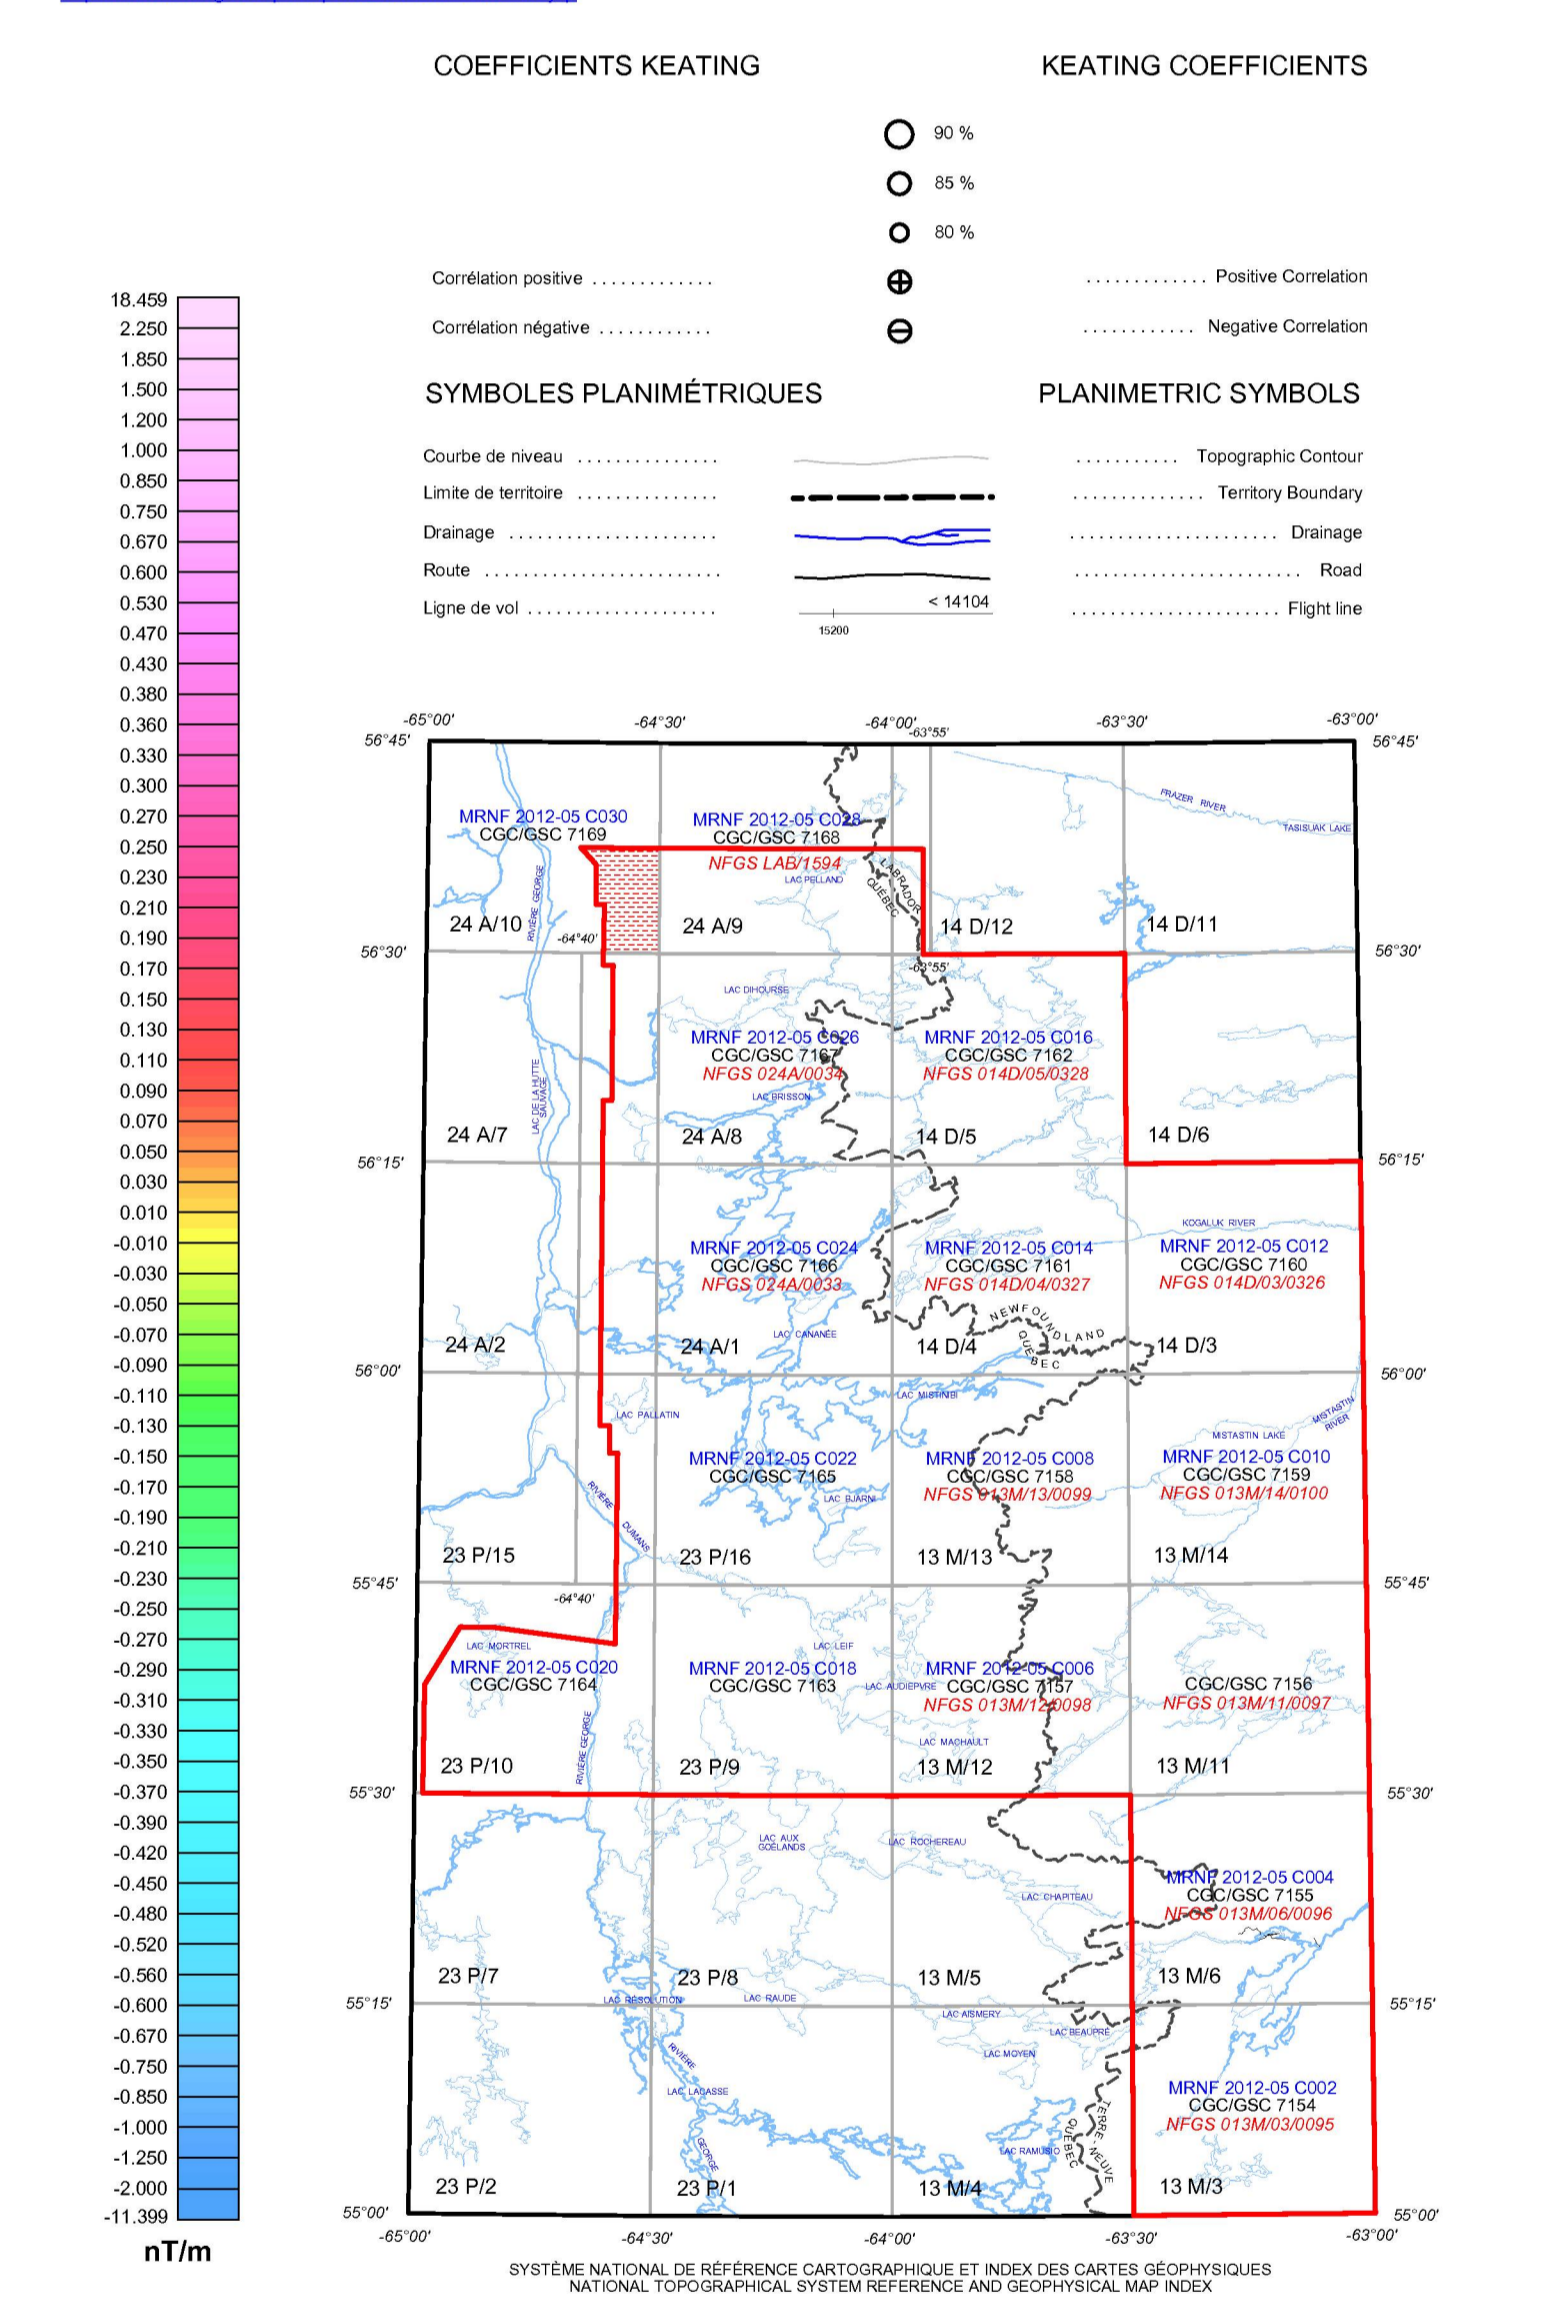 COEFFICIENTS KEATING
KEATING COEFFICIENTS
90 %
85 %
80 %
Corrélation positive . . . . . . . . . . . . .
. . . . . . . . . . . . . Positive Correlation
Corrélation négative . . . . . . . . . . . .
. . . . . . . . . . . . Negative Correlation
SYMBOLES PLANIMÉTRIQUES
PLANIMETRIC SYMBOLS
Courbe de niveau . . . . . . . . . . . . . . .
. . . . . . . . . . . Topographic Contour
Limite de territoire . . . . . . . . . . . . . . .
. . . . . . . . . . . . . . Territory Boundary
Drainage . . . . . . . . . . . . . . . . . . . . . .
. . . . . . . . . . . . . . . . . . . . . . Drainage
Route . . . . . . . . . . . . . . . . . . . . . . . . .
. . . . . . . . . . . . . . . . . . . . . . . . Road
Ligne de vol . . . . . . . . . . . . . . . . . . . .
< 14104
15200
. . . . . . . . . . . . . . . . . . . . . . Flight line
18.459
2.250
1.850
1.500
1.200
1.000
0.850
0.750
0.670
0.600
0.530
0.470
0.430
0.380
0.360
0.330
0.300
0.270
0.250
0.230
0.210
0.190
0.170
0.150
0.130
0.110
0.090
0.070
0.050
0.030
0.010
-0.010
-0.030
-0.050
-0.070
-0.090
-0.110
-0.130
-0.150
-0.170
-0.190
-0.210
-0.230
-0.250
-0.270
-0.290
-0.310
-0.330
-0.350
-0.370
-0.390
-0.420
-0.450
-0.480
-0.520
-0.560
-0.600
-0.670
-0.750
-0.850
-1.000
-1.250
-2.000
-11.399
nT/m
-65°00'
-64°30'
-64°00'
-63°55'
-63°30'
-63°00'
56°45'
56°45'
FRAZER RIVER
TASISUAK LAKE
MRNF 2012-05 C030
CGC/GSC 7169
MRNF 2012-05 C028
CGC/GSC 7168
NFGS LAB/1594
LAC PELLAND
LABRADOR
QUÉBEC
RIVIÈRE GEORGE
24 A/10
24 A/9
14 D/12
14 D/11
-64°40'
56°30'
56°30'
-63°55'
LAC DIHOURSE
MRNF 2012-05 C026
CGC/GSC 7167
NFGS 024A/0034
MRNF 2012-05 C016
CGC/GSC 7162
NFGS 014D/05/0328
LAC BRISSON
LAC DE LA HUTTE
SAUVAGE
24 A/7
24 A/8
14 D/5
14 D/6
56°15'
56°15'
KOGALUK RIVER
MRNF 2012-05 C024
CGC/GSC 7166
NFGS 024A/0033
MRNF 2012-05 C014
CGC/GSC 7161
NFGS 014D/04/0327
MRNF 2012-05 C012
CGC/GSC 7160
NFGS 014D/03/0326
NEWFOUNDLAND
QUÉBEC
LAC CANANÉE
24 A/2
24 A/1
14 D/4
14 D/3
56°00'
56°00'
LAC MISTINIBI
LAC PALLATIN
MISTASTIN
RIVER
MISTASTIN LAKE
MRNF 2012-05 C022
CGC/GSC 7165
MRNF 2012-05 C008
CGC/GSC 7158
NFGS 013M/13/0099
MRNF 2012-05 C010
CGC/GSC 7159
NFGS 013M/14/0100
LAC BJARNI
RIVIÈRE
DUMANS
23 P/15
23 P/16
13 M/13
13 M/14
55°45'
55°45'
-64°40'
LAC MORTREL
LAC LEIF
MRNF 2012-05 C020
CGC/GSC 7164
MRNF 2012-05 C018
CGC/GSC 7163
LAC AUDIEPVRE
MRNF 2012-05 C006
CGC/GSC 7157
NFGS 013M/12/0098
CGC/GSC 7156
NFGS 013M/11/0097
RIVIÈRE GEORGE
LAC MACHAULT
23 P/10
23 P/9
13 M/12
13 M/11
55°30'
55°30'
LAC AUX
GOÉLANDS
LAC ROCHEREAU
MRNF 2012-05 C004
CGC/GSC 7155
NFGS 013M/06/0096
LAC CHAPITEAU
23 P/7
23 P/8
13 M/5
13 M/6
LAC RÉSOLUTION
LAC RAUDE
55°15'
55°15'
LAC AISMERY
LAC BEAUPRÉ
LAC MOYEN
RIVIÈRE
GEORGE
LAC LACASSE
MRNF 2012-05 C002
CGC/GSC 7154
NFGS 013M/03/0095
TERRE-NEUVE
QUÉBEC
LAC RAMUSIO
23 P/2
23 P/1
13 M/4
13 M/3
55°00'
55°00'
-65°00'
-64°30'
-64°00'
-63°30'
-63°00'
SYSTÈME NATIONAL DE RÉFÉRENCE CARTOGRAPHIQUE ET INDEX DES CARTES GÉOPHYSIQUES
NATIONAL TOPOGRAPHICAL SYSTEM REFERENCE AND GEOPHYSICAL MAP INDEX